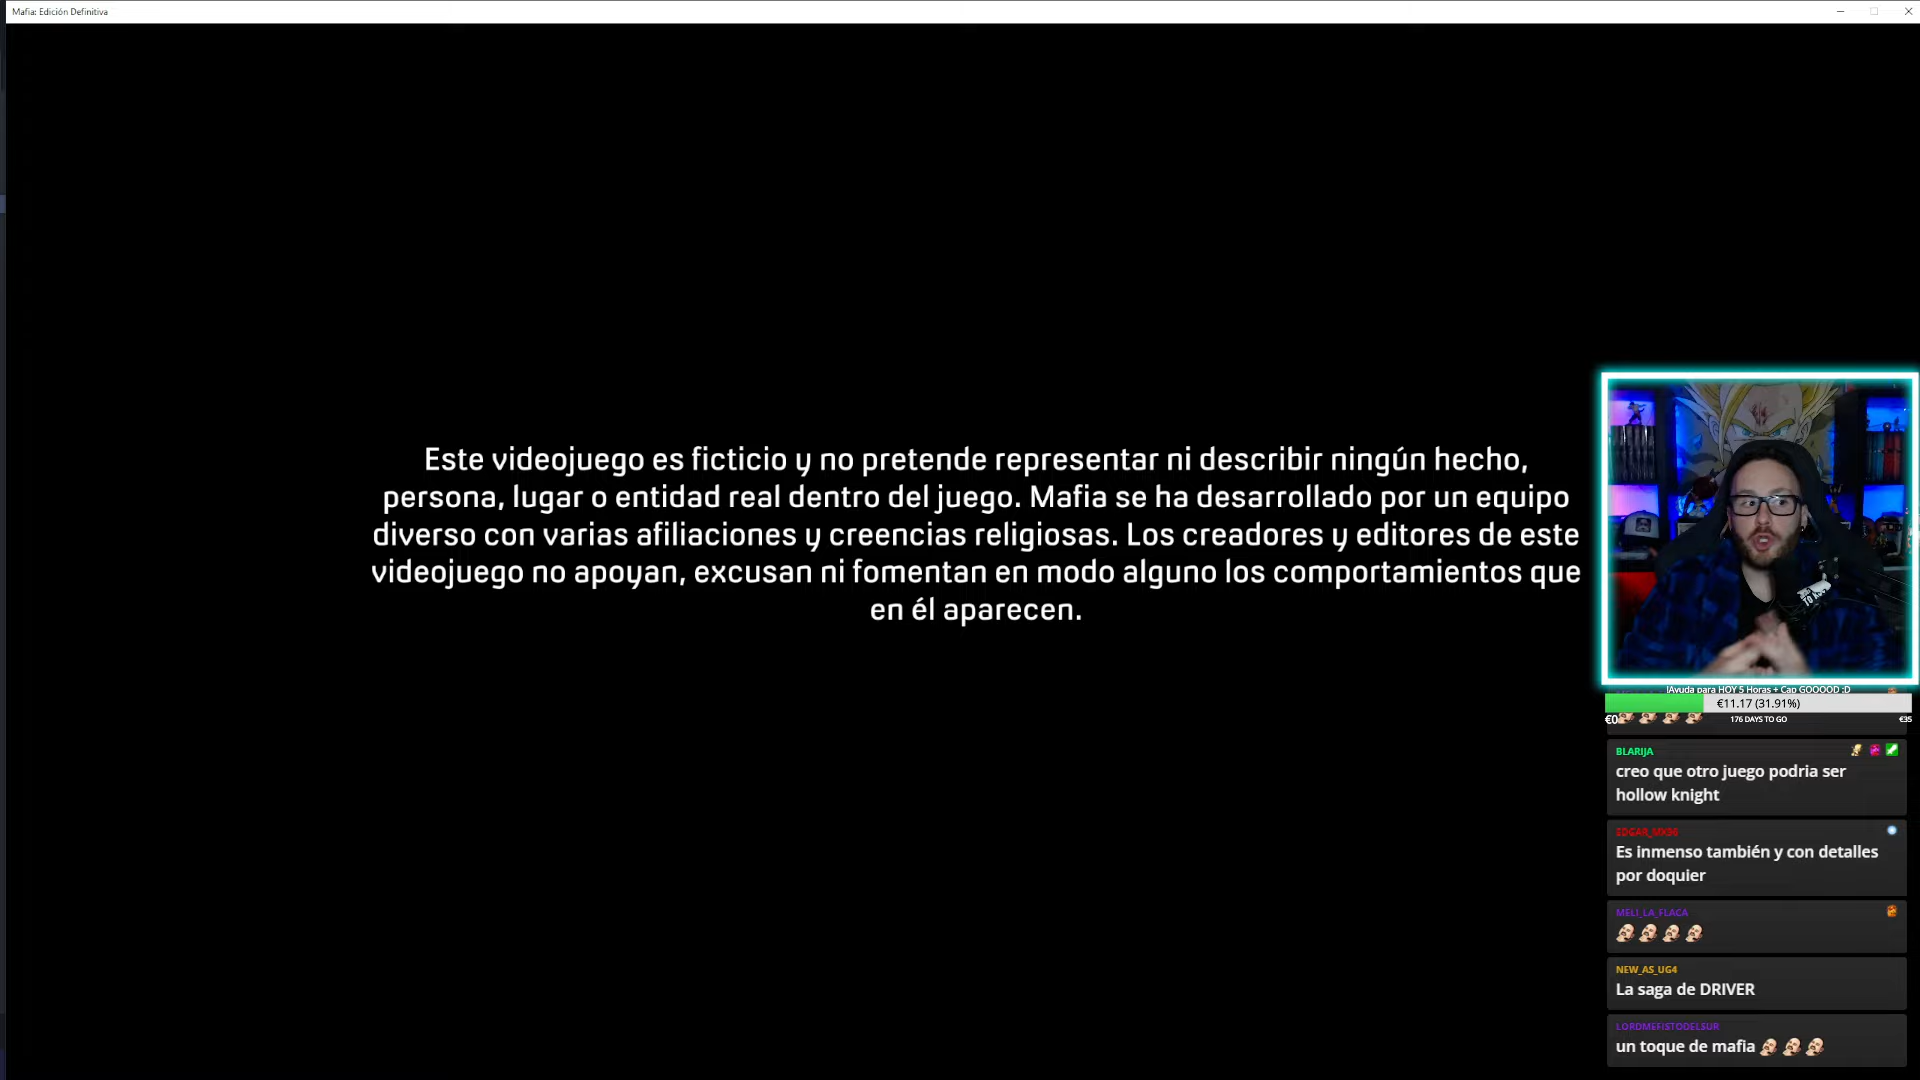 Mafia: Edición Definitiva
Este videojuego es ficticio y no pretende representar ni describir ningún hecho,
persona, lugar o entidad real dentro del juego. Mafia se ha desarrollado por un equipo
diverso con varias afiliaciones y creencias religiosas. Los creadores y editores de este
videojuego no apoyan, excusan ni fomentan en modo alguno los comportamientos que
en él aparecen.
!Ayuda para HOY 5 Horas + Cap GOOOOD :D
€11.17 (31.91%)
€0
176 DAYS TO GO
€35
BLARIJA
creo que otro juego podria ser
hollow knight
EDGAR_MX36
Es inmenso también y con detalles
por doquier
MELI_LA_FLACA
NEW_AS_UG4
La saga de DRIVER
LORDMEFISTODELSUR
un toque de mafia